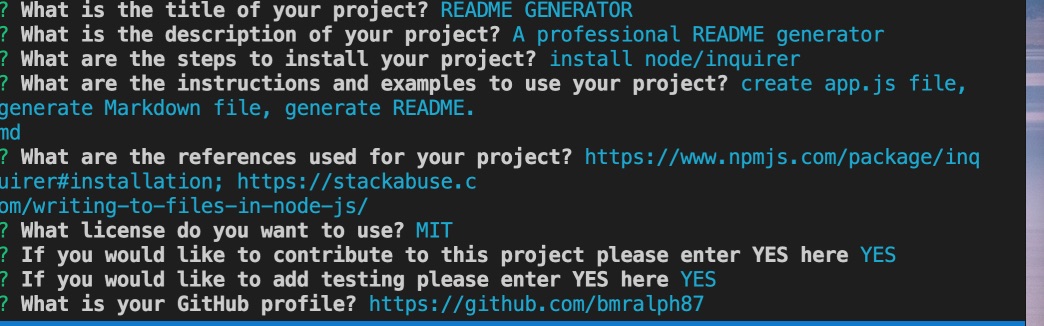 ? What is the title of your project? README GENERATOR
? What is the description of your project? A professional README generator
? What are the steps to install your project? install node/inquirer
? What are the instructions and examples to use your project? create app.js file,
generate Markdown file, generate README.
md
? What are the references used for your project? https://www.npmjs.com/package/inq
uirer#installation; https://stackabuse.c
om/writing-to-files-in-node-js/
? What license do you want to use? MIT
? If you would like to contribute to this project please enter YES here YES
? If you would like to add testing please enter YES here YES
? What is your GitHub profile? https://github.com/bmralph87